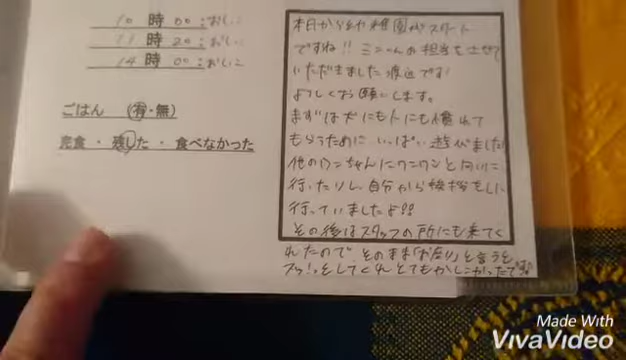 10 時 00 : おしっこ
11 時 20 : おしっこ
14 時 00 : おしっこ
ごはん (有・無)
完食 ・ 残した ・ 食べなかった
本日から幼稚園がスタート
ですね!! ミニくんの担当をさせて
いただきました渡辺です
よろしくお願いします。
まずは犬にも人にも慣れて
もらうために いっぱい 遊びました
他のワンちゃんにワンワンと 向いに
行ったりし、自分から挨拶をしに
行っていましたよ!!
その後はスタッフの所にも来てく
れたので、そのまま「お座り」と言うと
スッ!っとしてくれとてもかしこかったです
Made With
VivaVideo